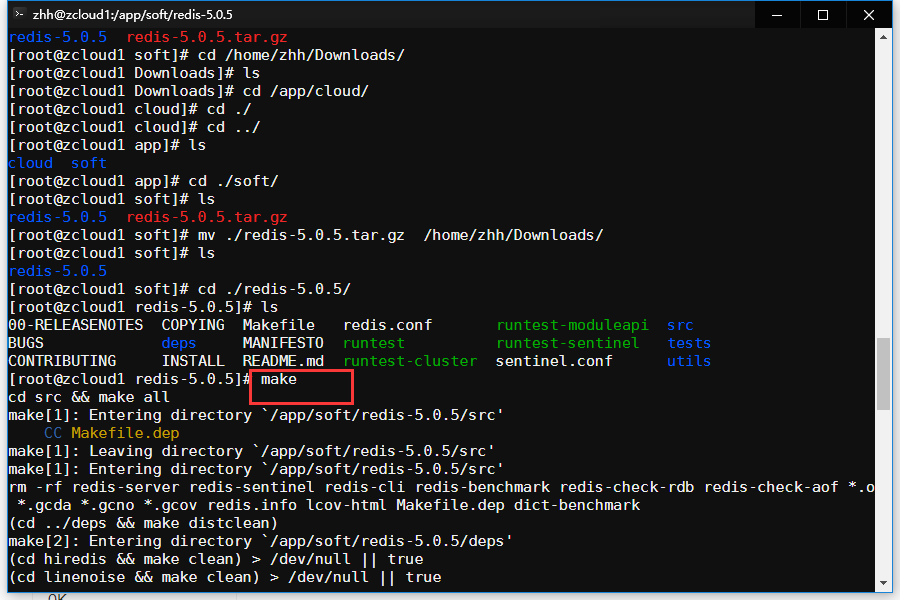 zhh@zcloud1:/app/soft/redis-5.0.5
redis-5.0.5  redis-5.0.5.tar.gz
[root@zcloud1 soft]# cd /home/zhh/Downloads/
[root@zcloud1 Downloads]# ls
[root@zcloud1 Downloads]# cd /app/cloud/
[root@zcloud1 cloud]# cd ./
[root@zcloud1 cloud]# cd ../
[root@zcloud1 app]# ls
cloud  soft
[root@zcloud1 app]# cd ./soft/
[root@zcloud1 soft]# ls
redis-5.0.5  redis-5.0.5.tar.gz
[root@zcloud1 soft]# mv ./redis-5.0.5.tar.gz  /home/zhh/Downloads/
[root@zcloud1 soft]# ls
redis-5.0.5
[root@zcloud1 soft]# cd ./redis-5.0.5/
[root@zcloud1 redis-5.0.5]# ls
00-RELEASENOTES  COPYING  Makefile   redis.conf       runtest-moduleapi  src
BUGS             deps     MANIFESTO  runtest          runtest-sentinel   tests
CONTRIBUTING     INSTALL  README.md  runtest-cluster  sentinel.conf      utils
[root@zcloud1 redis-5.0.5]# make
cd src && make all
make[1]: Entering directory `/app/soft/redis-5.0.5/src'
    CC Makefile.dep
make[1]: Leaving directory `/app/soft/redis-5.0.5/src'
make[1]: Entering directory `/app/soft/redis-5.0.5/src'
rm -rf redis-server redis-sentinel redis-cli redis-benchmark redis-check-rdb redis-check-aof *.o
 *.gcda *.gcno *.gcov redis.info lcov-html Makefile.dep dict-benchmark
(cd ../deps && make distclean)
make[2]: Entering directory `/app/soft/redis-5.0.5/deps'
(cd hiredis && make clean) > /dev/null || true
(cd linenoise && make clean) > /dev/null || true
OK